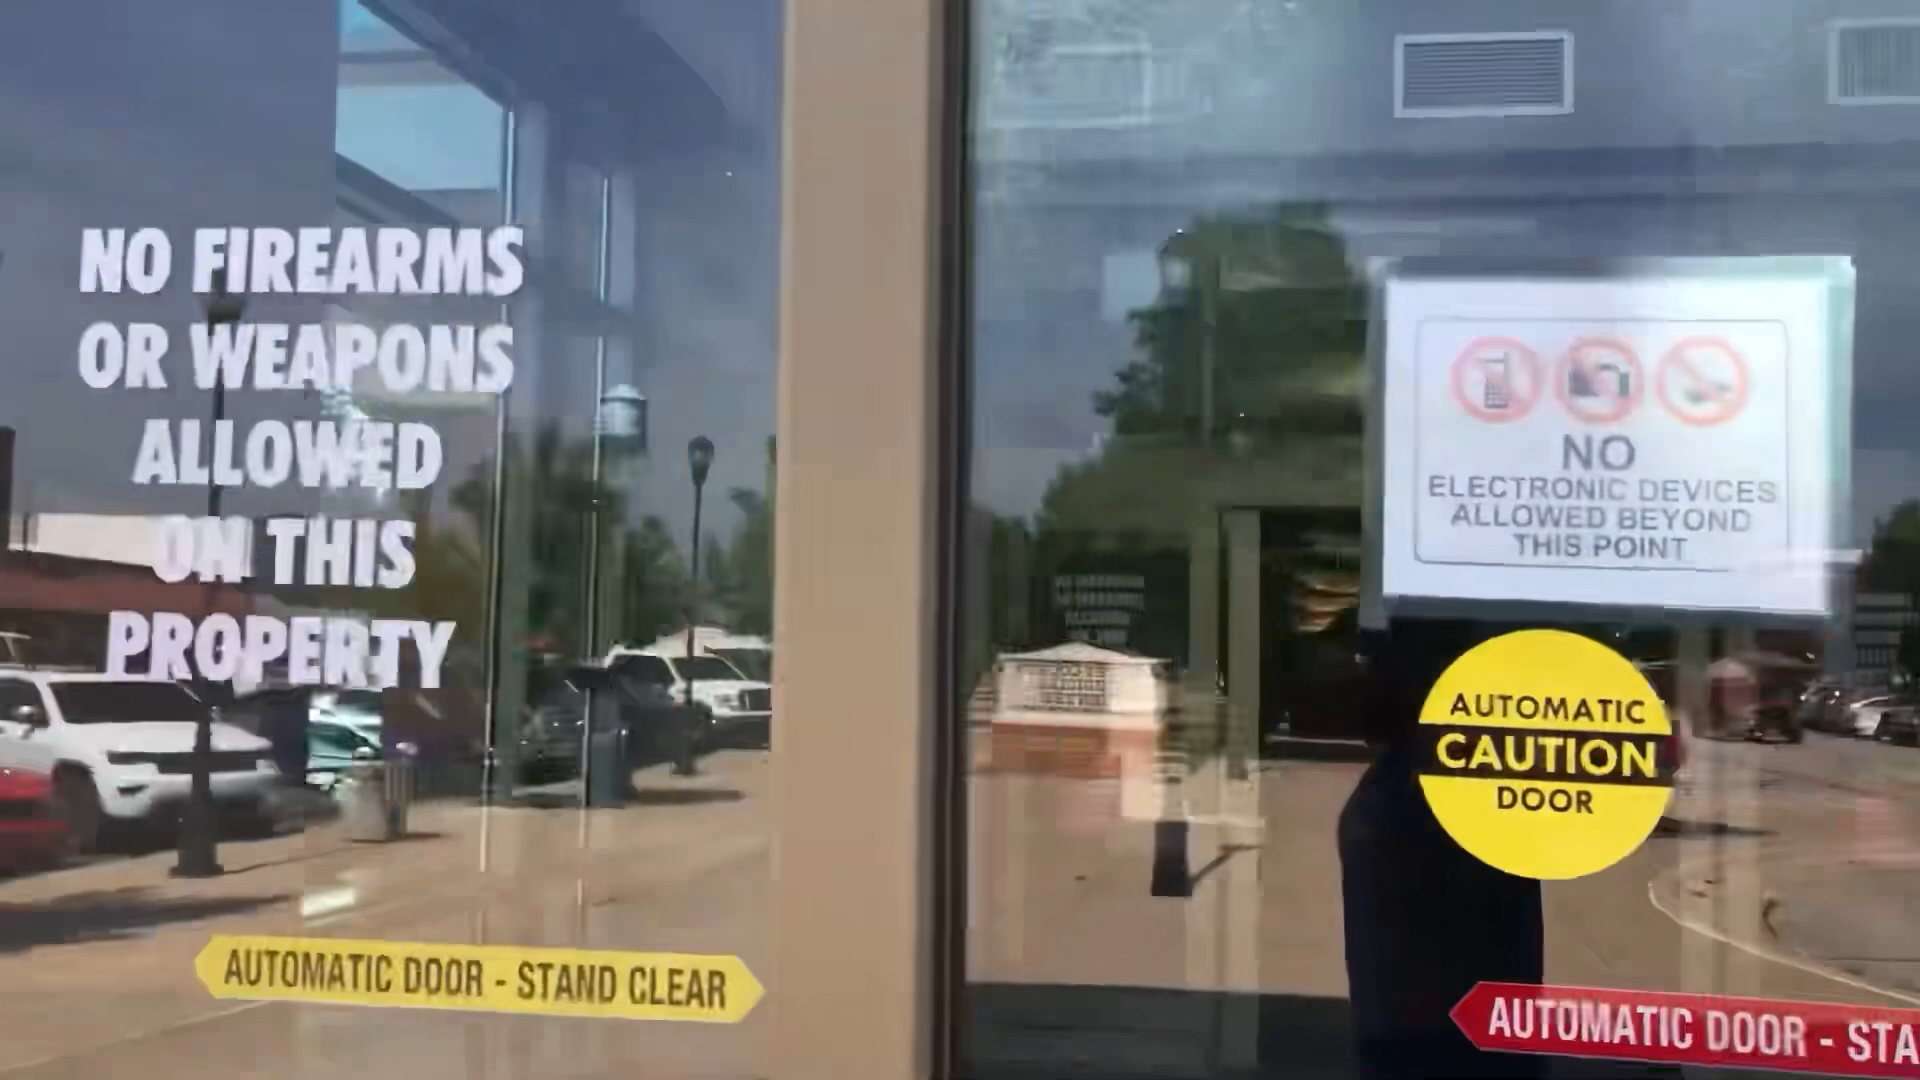 NO FIREARMS
OR WEAPONS
ALLOWED
ON THIS
PROPERTY
AUTOMATIC DOOR - STAND CLEAR
NO
ELECTRONIC DEVICES
ALLOWED BEYOND
THIS POINT
AUTOMATIC
CAUTION
DOOR
AUTOMATIC DOOR - STA